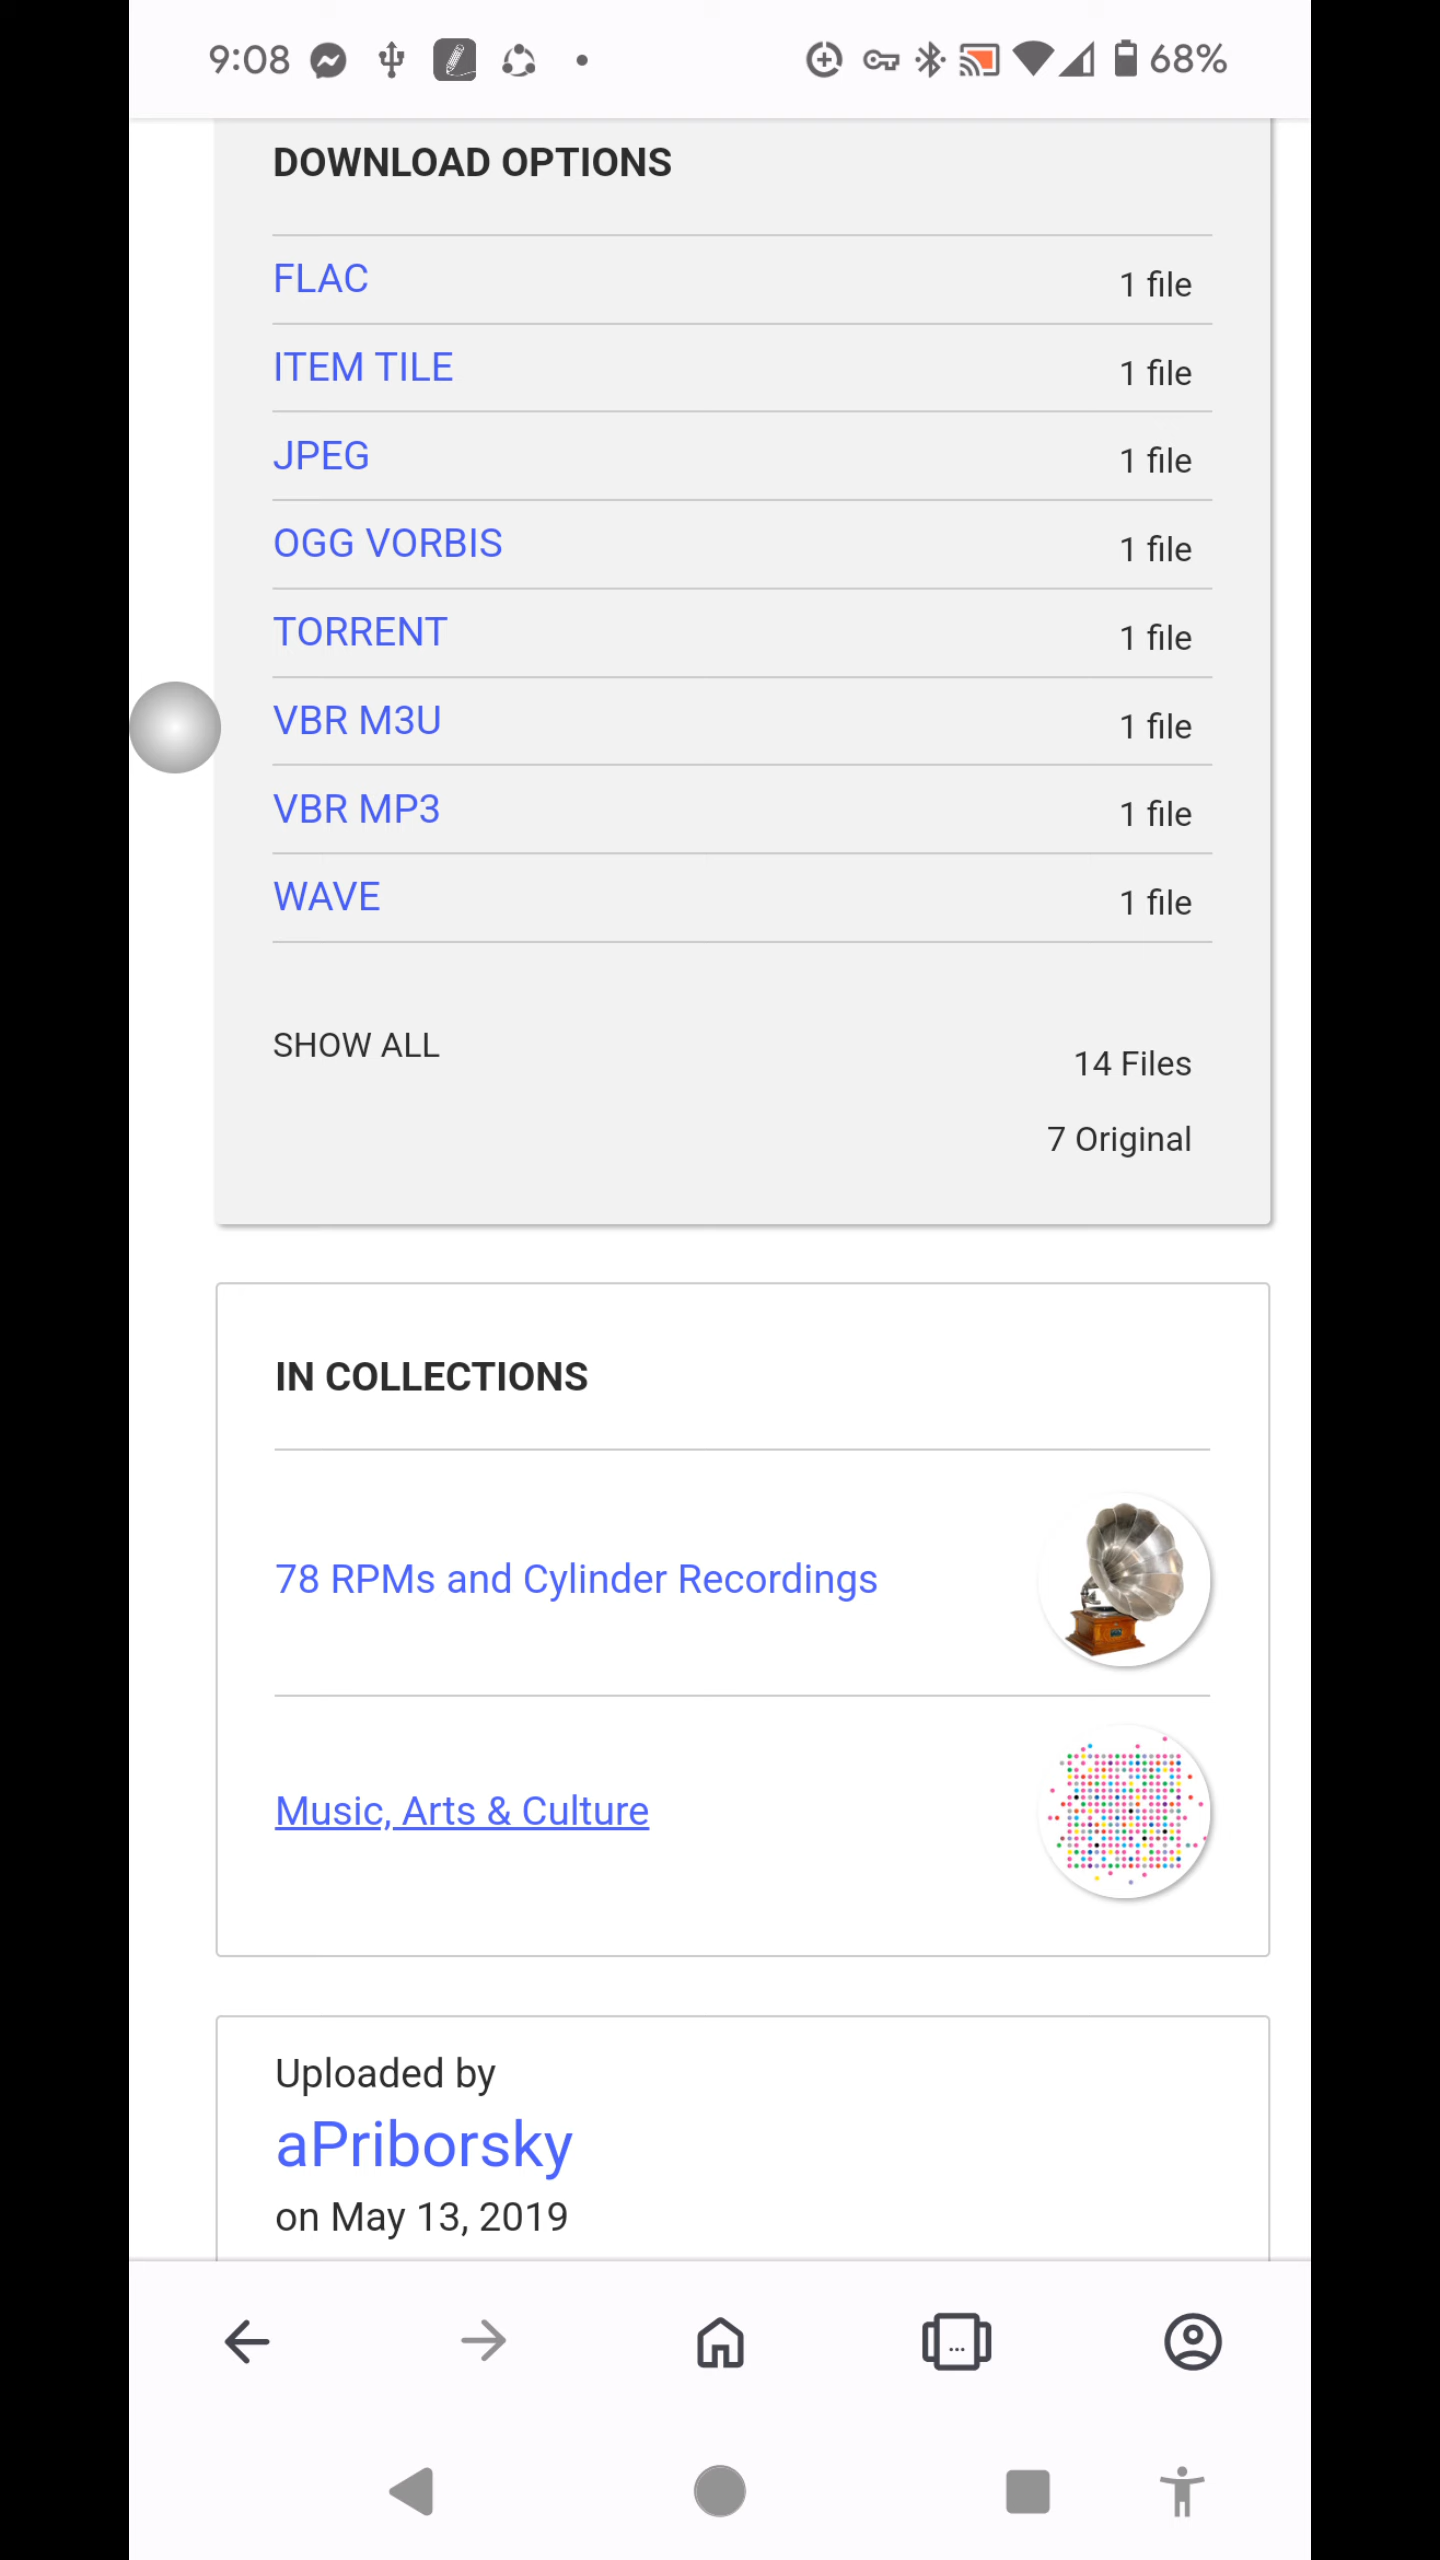 9:08 68%
DOWNLOAD OPTIONS
FLAC 1 file
ITEM TILE 1 file
JPEG 1 file
OGG VORBIS 1 file
TORRENT 1 file
VBR M3U 1 file
VBR MP3 1 file
WAVE 1 file
SHOW ALL 14 Files
7 Original
IN COLLECTIONS
78 RPMs and Cylinder Recordings
Music, Arts & Culture
Uploaded by
aPriborsky
on May 13, 2019